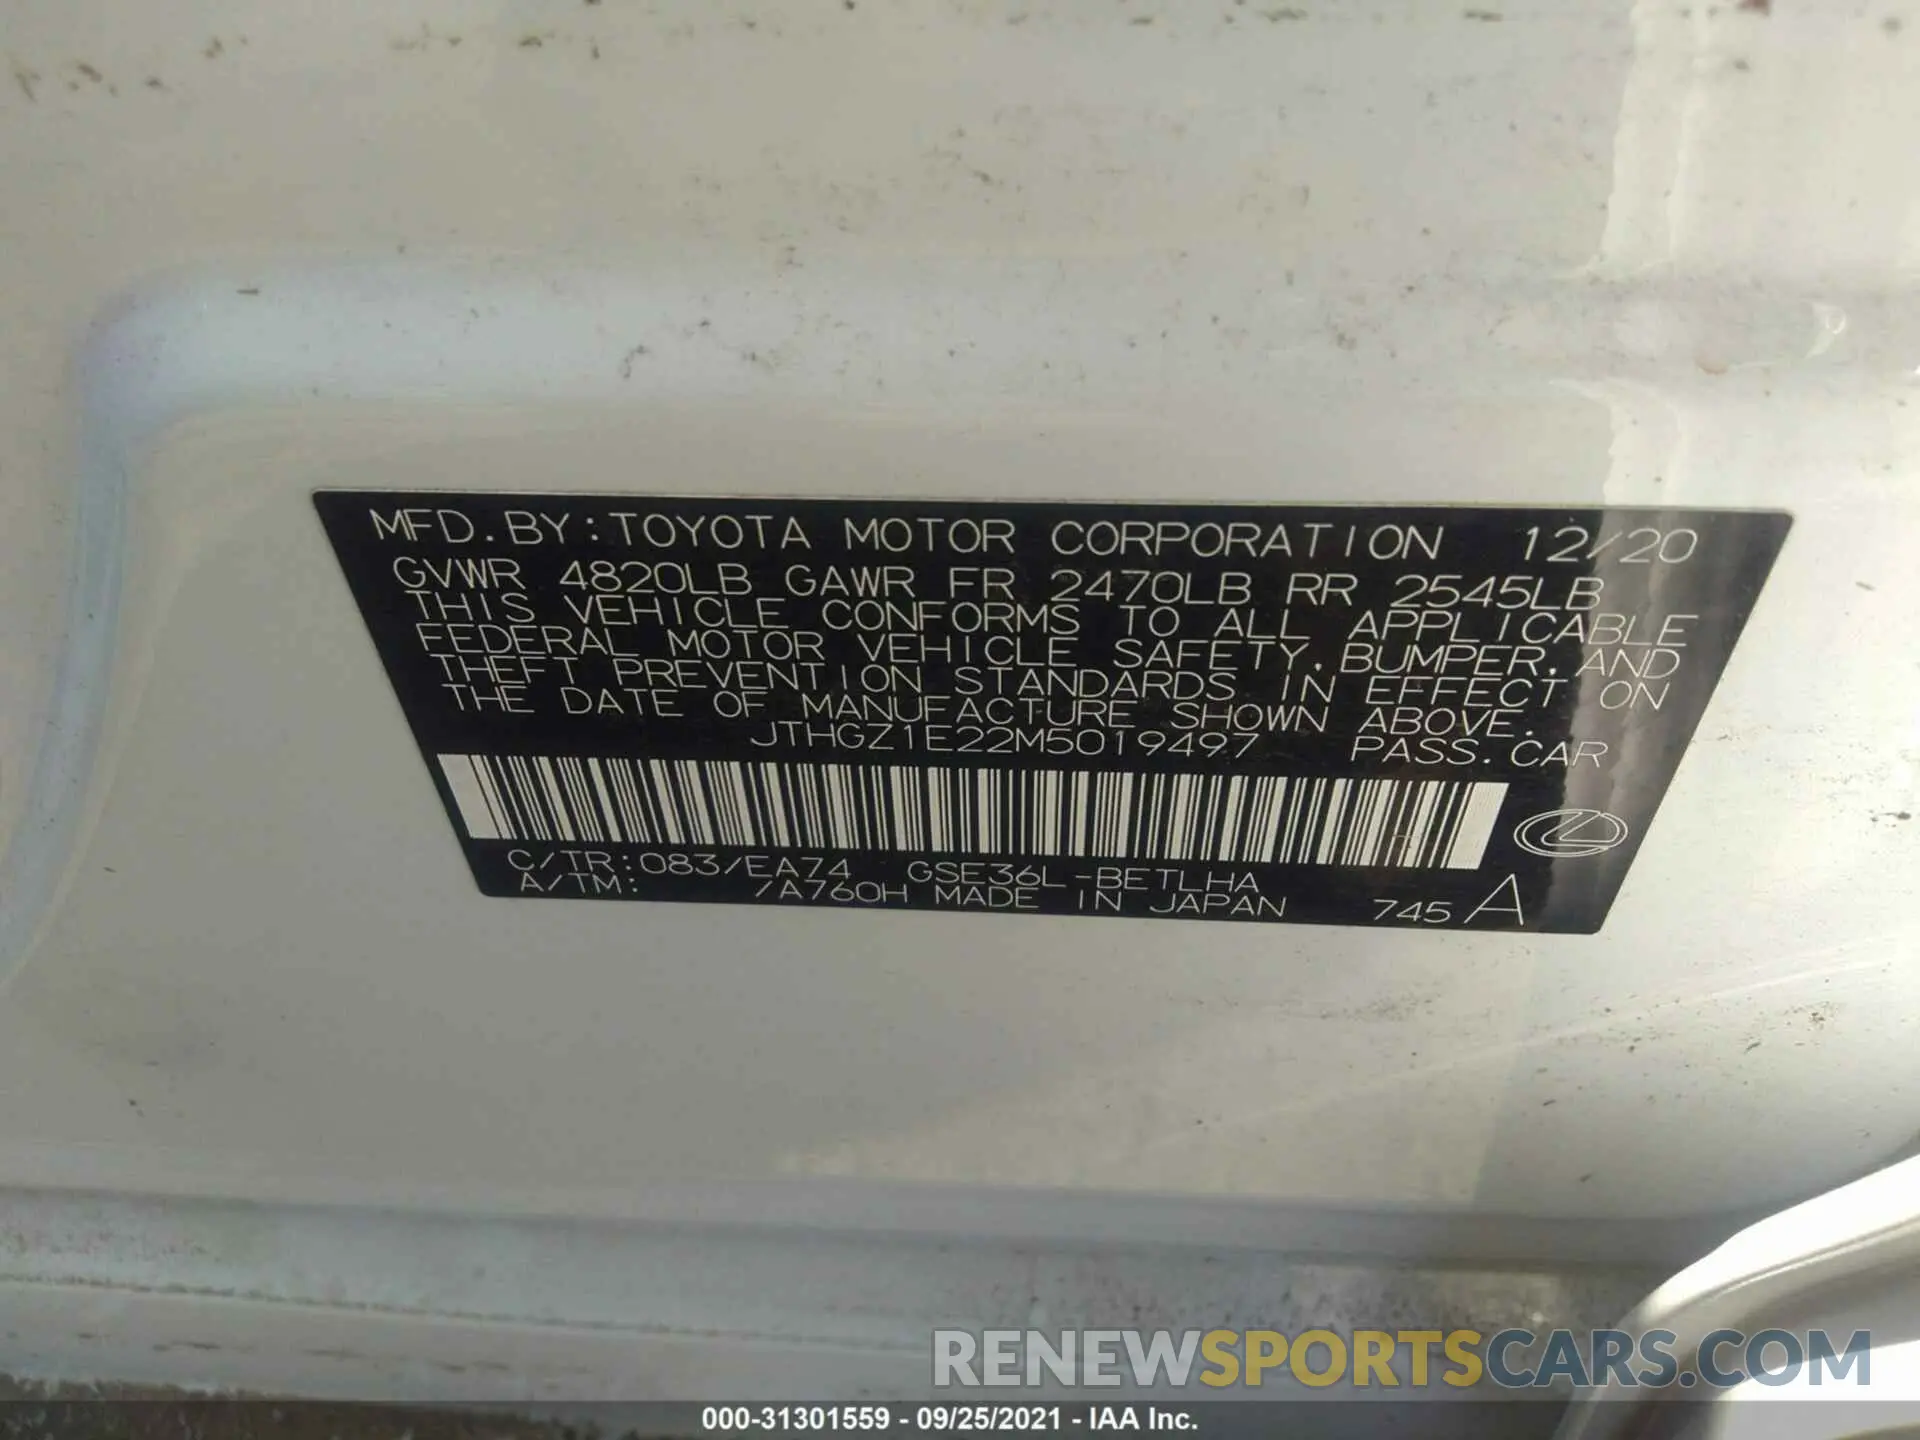 MFD. BY: TOYOTA MOTOR CORPORATION 12/20
GVWR 4820LB GAWR FR 2470LB RR 2545LB
THIS VEHICLE CONFORMS TO ALL APPLICABLE
FEDERAL MOTOR VEHICLE SAFETY, BUMPER, AND
THEFT PREVENTION STANDARDS IN EFFECT ON
THE DATE OF MANUFACTURE SHOWN ABOVE.
JTHGZ1E22M5019497 PASS. CAR
C/TR: 083/EA74 GSE36L-BETLHA
A/TM: /A760H MADE IN JAPAN 745 A
RENEWSPORTSCARS.COM
000-31301559 - 09/25/2021 - IAA Inc.